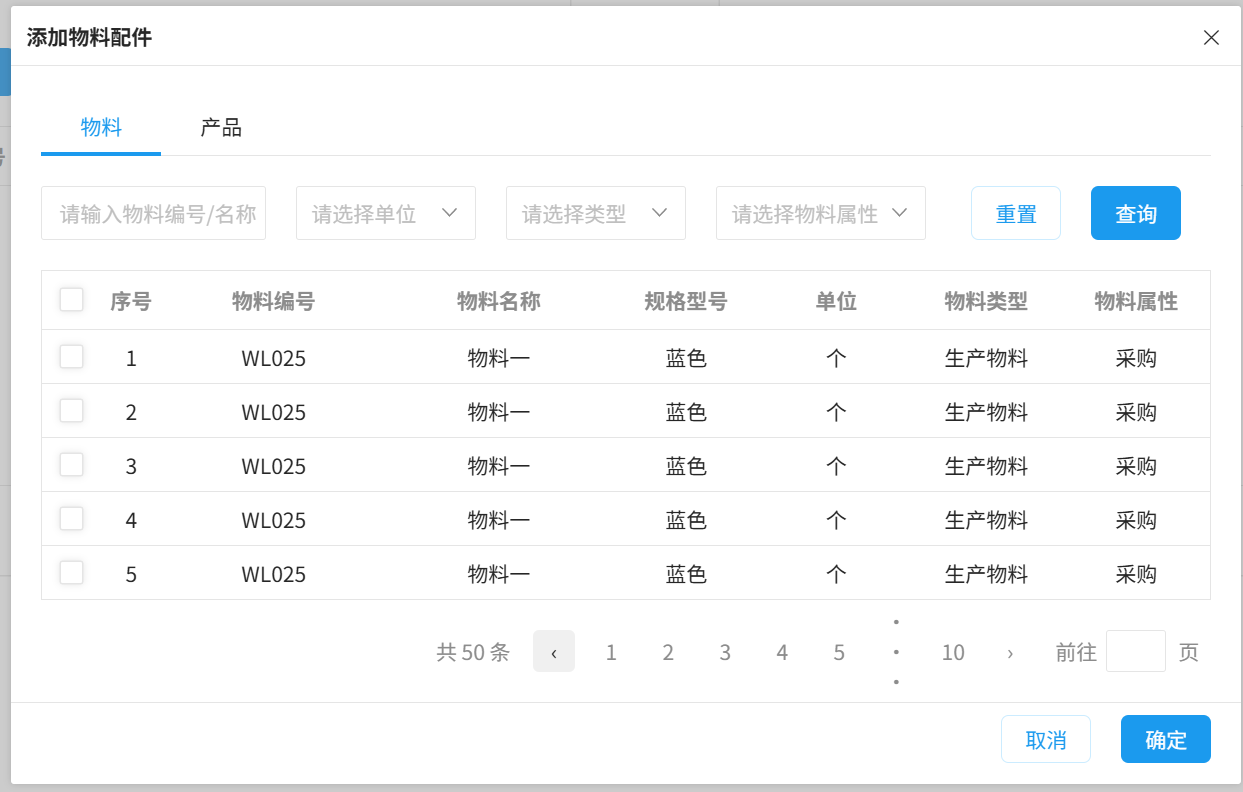 添加物料配件
物料 产品
请输入物料编号/名称 请选择单位 请选择类型 请选择物料属性 重置 查询
序号 物料编号 物料名称 规格型号 单位 物料类型 物料属性
1 WL025 物料一 蓝色 个 生产物料 采购
2 WL025 物料一 蓝色 个 生产物料 采购
3 WL025 物料一 蓝色 个 生产物料 采购
4 WL025 物料一 蓝色 个 生产物料 采购
5 WL025 物料一 蓝色 个 生产物料 采购
共 50 条 ‹ 1 2 3 4 5 ... 10 › 前往 页
取消 确定